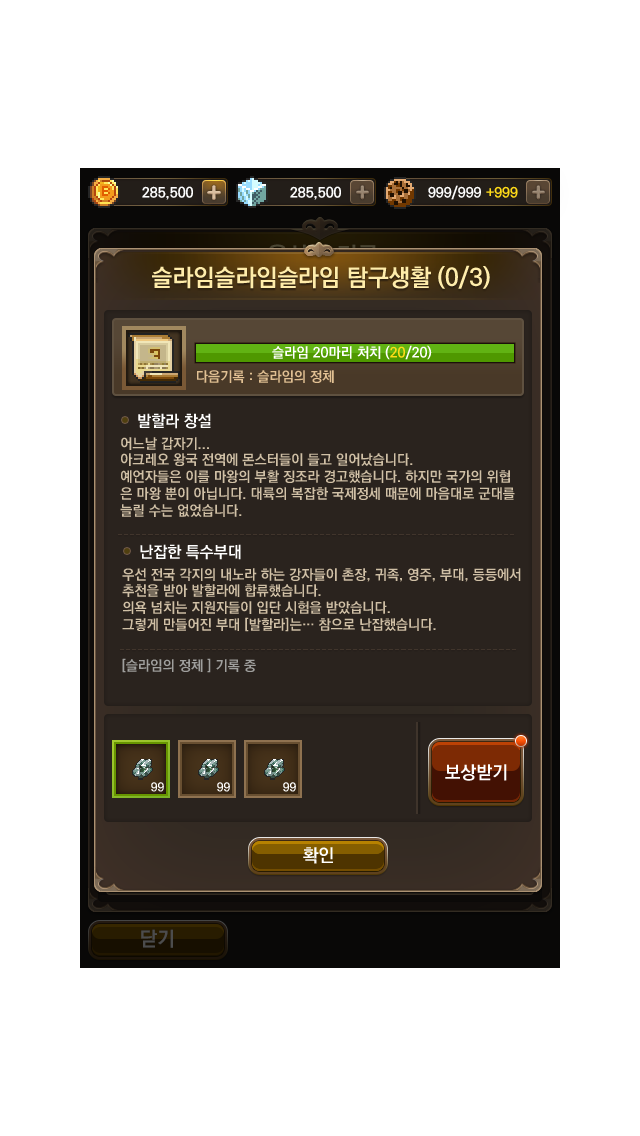 285,500
285,500
999/999 +999
슬라임슬라임슬라임 탐구생활 (0/3)
슬라임 20마리 처치 (20/20)
다음기록 : 슬라임의 정체
발할라 창설
어느날 갑자기...
아크레오 왕국 전역에 몬스터들이 들고 일어났습니다.
예언자들은 이를 마왕의 부활 징조라 경고했습니다. 하지만 국가의 위협
은 마왕 뿐이 아닙니다. 대륙의 복잡한 국제정세 때문에 마음대로 군대를
늘릴 수는 없었습니다.
난잡한 특수부대
우선 전국 각지의 내노라 하는 강자들이 촌장, 귀족, 영주, 부대, 등등에서
추천을 받아 발할라에 합류했습니다.
의욕 넘치는 지원자들이 입단 시험을 받았습니다.
그렇게 만들어진 부대 [발할라]는… 참으로 난잡했습니다.
[슬라임의 정체 ] 기록 중
99
99
99
보상받기
확인
닫기